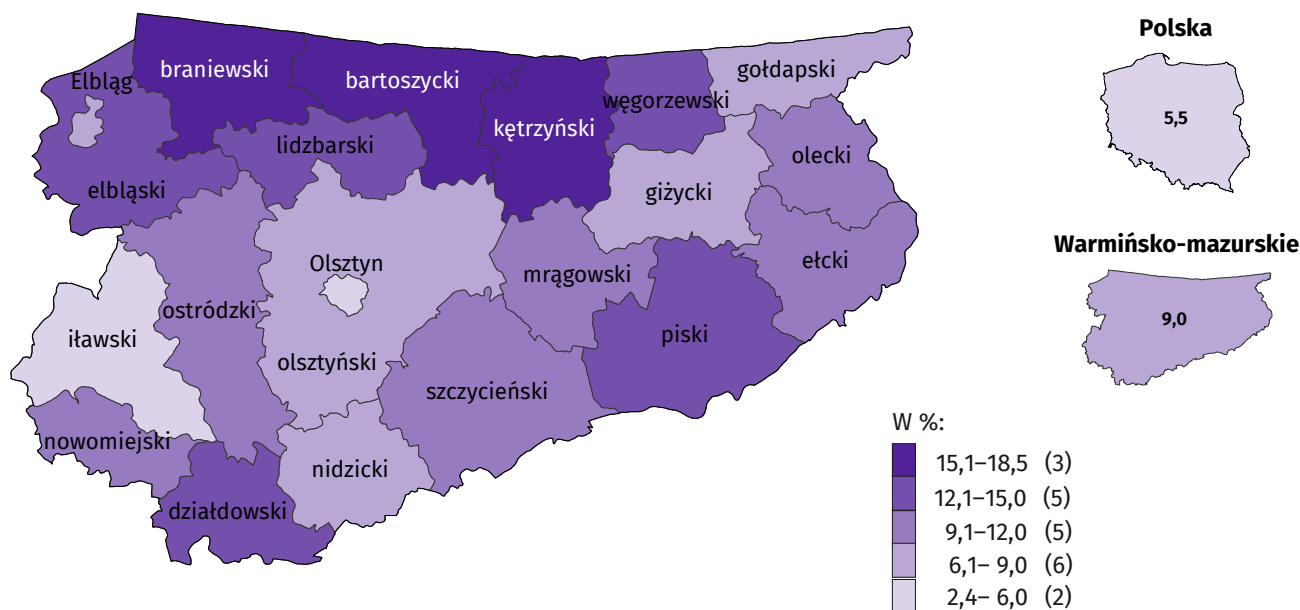 Polska
5,5
Warmińsko-mazurskie
9,0
Elbląg
braniewski
bartoszycki
gołdapski
węgorzewski
kętrzyński
lidzbarski
olecki
elbląski
giżycki
ełcki
Olsztyn
mrągowski
ostródzki
iławski
piski
olsztyński
szczycieński
nowomiejski
nidzicki
działdowski
W %:
15,1–18,5 (3)
12,1–15,0 (5)
9,1–12,0 (5)
6,1– 9,0 (6)
2,4– 6,0 (2)